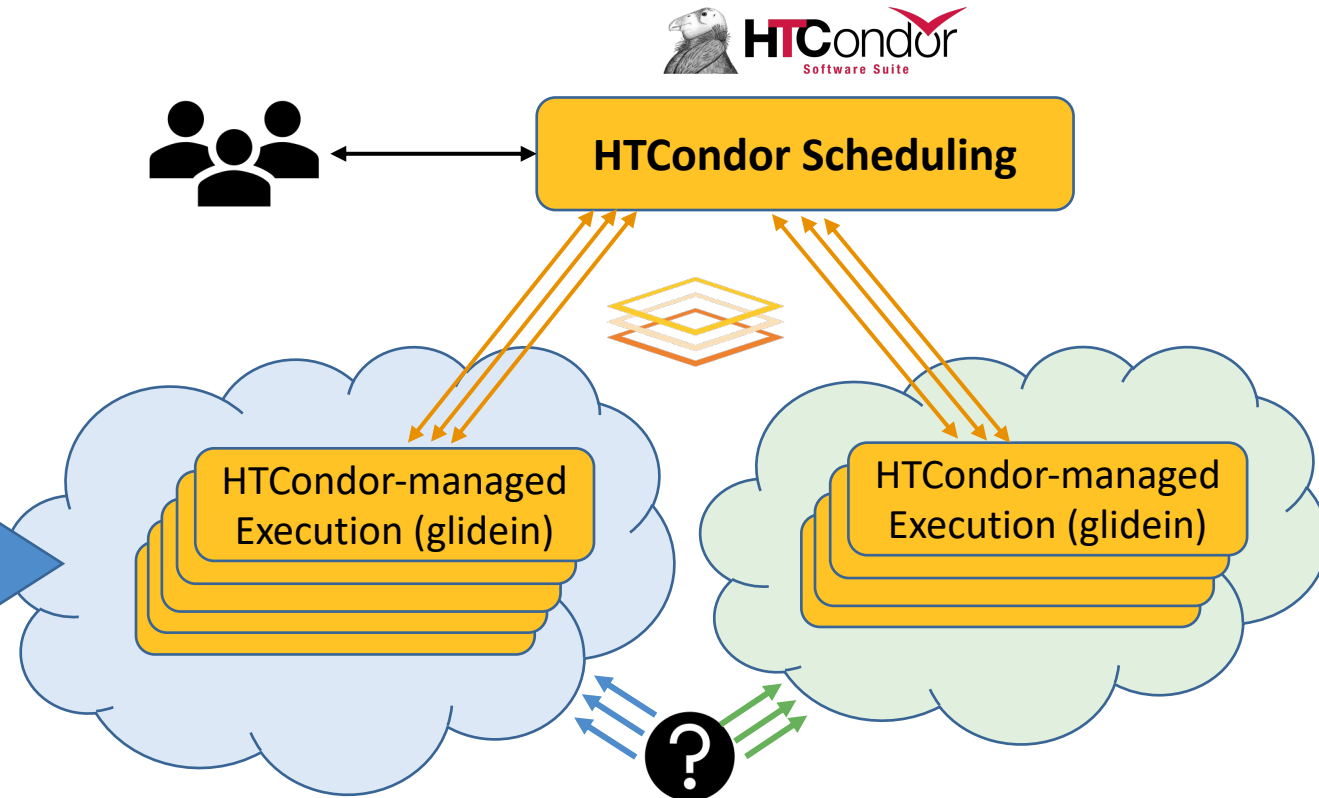 HTCondor
Software Suite
HTCondor Scheduling
HTCondor-managed
Execution (glidein)
HTCondor-managed
Execution (glidein)
?